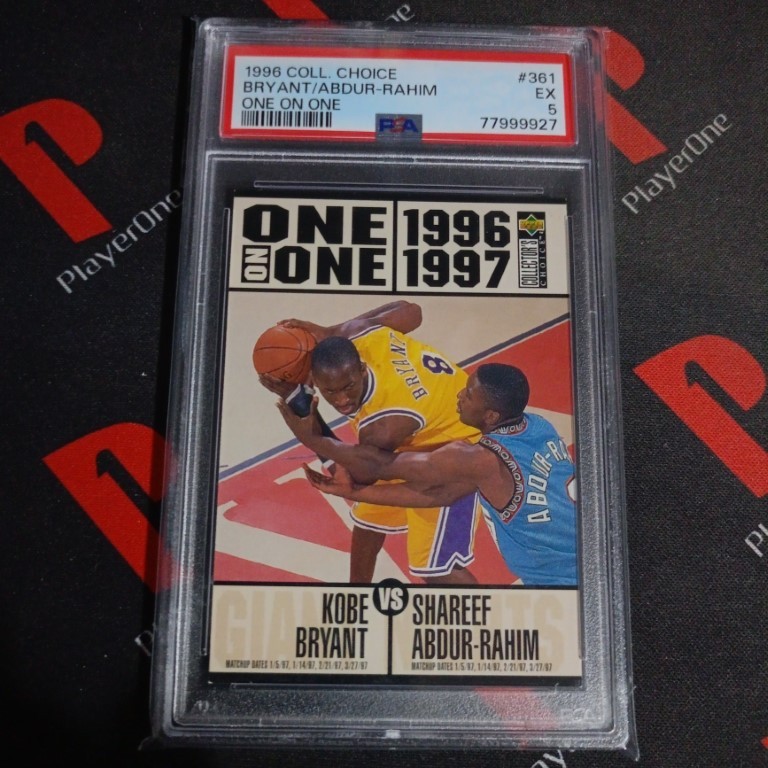 1996 COLL. CHOICE #361
BRYANT/ABDUR-RAHIM EX
ONE ON ONE 5
PSA 77999927
ONE 1996
ON ONE 1997
COLLECTOR'S
CHOICE
BRYANT
8
ABDUR-R
VS
KOBE SHAREEF
BRYANT ABDUR-RAHIM
MATCHUP DATES 1/5/97, 1/14/97, 2/21/97, 3/27/97 MATCHUP DATES 1/5/97, 1/14/97, 2/21/97, 3/27/97
PlayerOne
PlayerOne